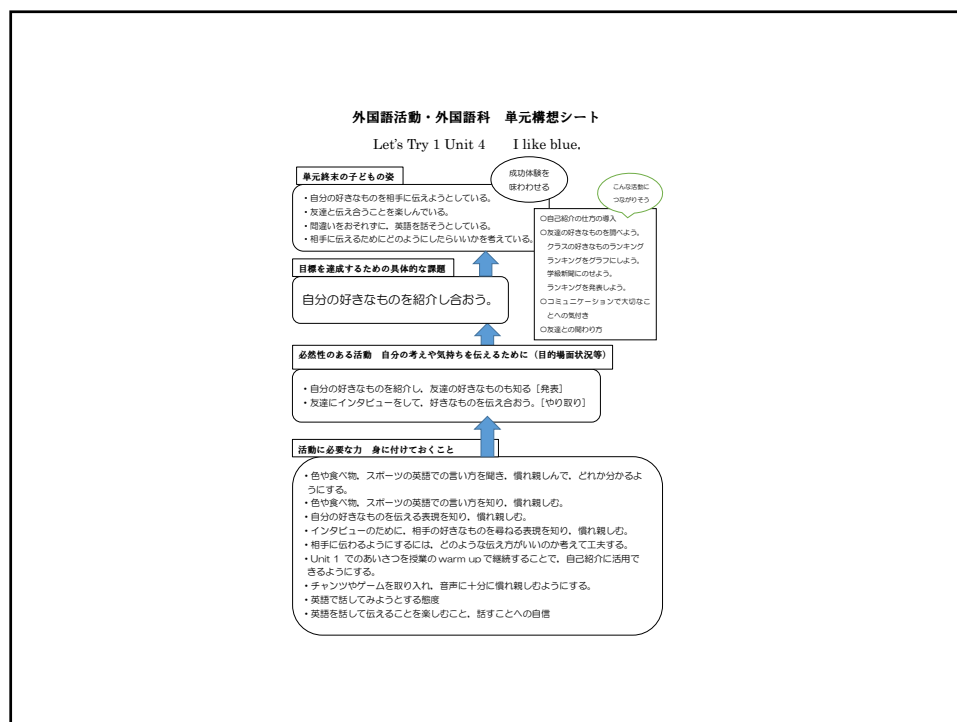 外国語活動・外国語科　単元構想シート
Let's Try 1 Unit 4　　I like blue.
単元終末の子どもの姿
・自分の好きなものを相手に伝えようとしている。
・友達と伝え合うことを楽しんでいる。
・間違いをおそれずに、英語を話そうとしている。
・相手に伝えるためにどのようにしたらいいかを考えている。
成功体験を
味わわせる
こんな活動に
つながりそう
〇自己紹介の仕方の導入
〇友達の好きなものを調べよう。
クラスの好きなものランキング
ランキングをグラフにしよう。
学級新聞にのせよう。
ランキングを発表しよう。
〇コミュニケーションで大切なこ
とへの気付き
〇友達との関わり方
目標を達成するための具体的な課題
自分の好きなものを紹介し合おう。
必然性のある活動　自分の考えや気持ちを伝えるために（目的場面状況等）
・自分の好きなものを紹介し、友達の好きなものも知る［発表］
・友達にインタビューをして、好きなものを伝え合おう。［やり取り］
活動に必要な力　身に付けておくこと
・色や食べ物、スポーツの英語での言い方を聞き、慣れ親しんで、どれか分かるよ
うにする。
・色や食べ物、スポーツの英語での言い方を知り、慣れ親しむ。
・自分の好きなものを伝える表現を知り、慣れ親しむ。
・インタビューのために、相手の好きなものを尋ねる表現を知り、慣れ親しむ。
・相手に伝わるようにするには、どのような伝え方がいいのか考えて工夫する。
・Unit 1 でのあいさつを授業の warm up で継続することで、自己紹介に活用で
きるようにする。
・チャンツやゲームを取り入れ、音声に十分に慣れ親しむようにする。
・英語で話してみようとする態度
・英語を話して伝えることを楽しむこと、話すことへの自信